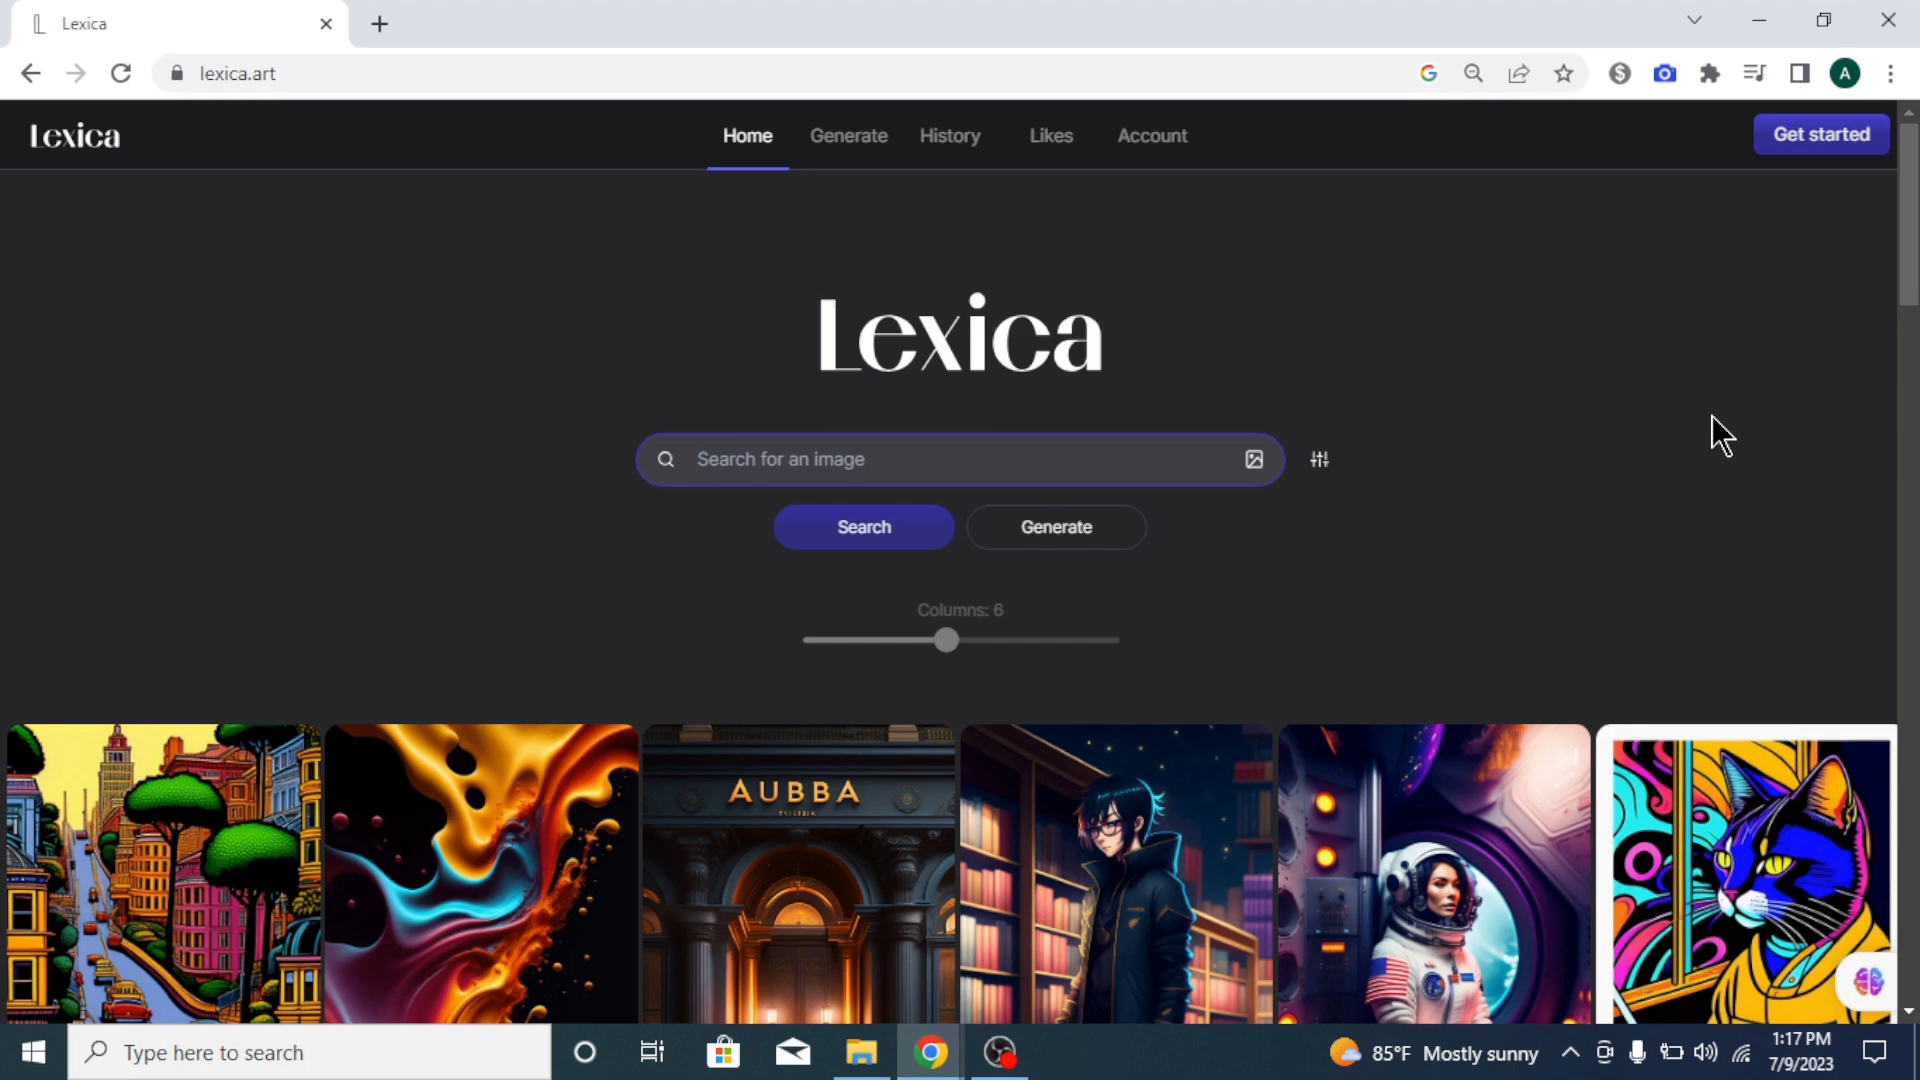 Lexica
lexica.art
A
Lexica
Home
Generate
History
Likes
Account
Get started
Lexica
Search for an image
Search
Generate
Columns: 6
AUBBA
Type here to search
85°F Mostly sunny
1:17 PM
7/9/2023